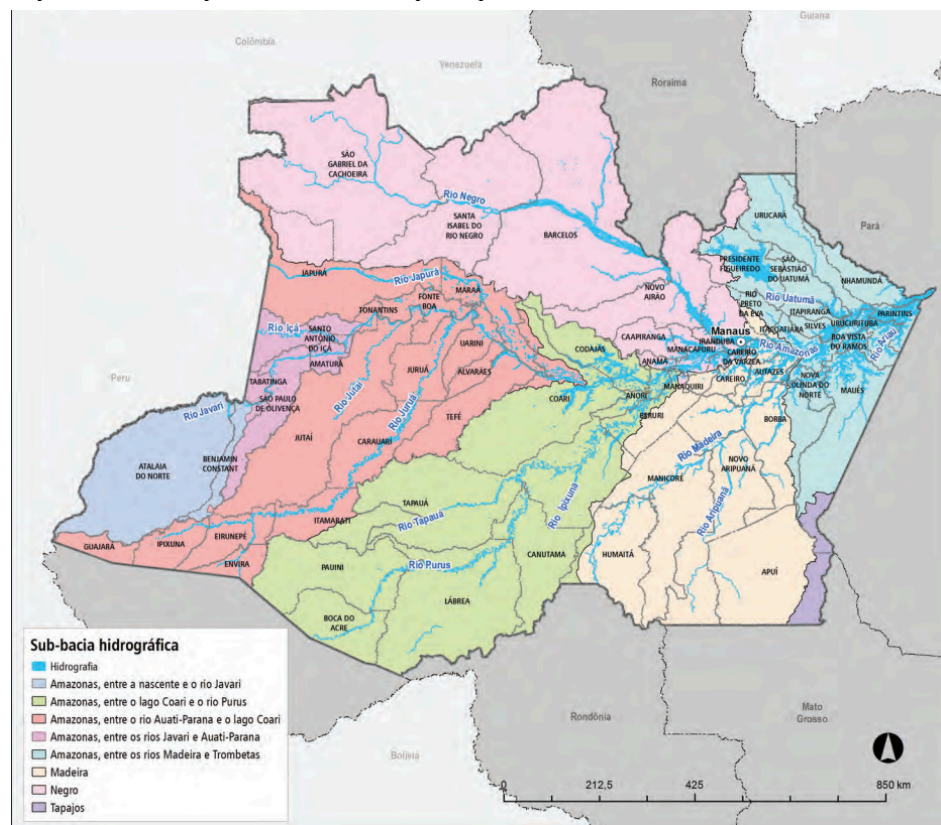 Colômbia
Venezuela
Guiana
Roraima
SÃO
GABRIEL DA
CACHOEIRA
Rio Negro
SANTA
ISABEL DO
RIO NEGRO
BARCELOS
URUCARÁ
Pará
PRESIDENTE
FIGUEIREDO
SÃO
SEBASTIÃO
DO UATUMÃ
NHAMUNDÁ
JAPURÁ
Rio Japurá
MARAÃ
NOVO
AIRÃO
RIO
PRETO
DA EVA
Rio Uatumã
ITAPIRANGA
PARINTINS
FONTE
BOA
TONANTINS
Rio Içá
SANTO
ANTÔNIO
DO IÇÁ
AMATURÁ
UARINI
CODAJÁS
CAAPIRANGA
Manaus
IRANDUBA
ITACOATIARA
SILVES
URUCURITUBA
BOA VISTA
DO RAMOS
Rio Ariaú
MANACAPURU
CAREIRO
DA VÁRZEA
Rio Amazonas
ANAMÃ
TABATINGA
SÃO PAULO
DE OLIVENÇA
Rio Jutaí
JURUÁ
Rio Juruá
ALVARÃES
Peru
Rio Javari
COARI
ANORI
MANAQUIRI
CAREIRO
AUTAZES
NOVA
OLINDA DO
NORTE
MAUÉS
BERURI
TEFÉ
BORBA
ATALAIA
DO NORTE
BENJAMIN
CONSTANT
JUTAÍ
CARAUARI
Rio Madeira
NOVO
ARIPUANÃ
MANICORÉ
Rio Ipixuna
Rio Aripuanã
TAPAUÁ
Rio Tapauá
ITAMARATI
GUAJARÁ
IPIXUNA
EIRUNEPÉ
ENVIRA
PAUINI
Rio Purus
CANUTAMA
HUMAITÁ
APUÍ
LÁBREA
BOCA DO
ACRE
Rondônia
Mato
Grosso
Bolívia
Sub-bacia hidrográfica
Hidrografia
Amazonas, entre a nascente e o rio Javari
Amazonas, entre o lago Coari e o rio Purus
Amazonas, entre o rio Auati-Parana e o lago Coari
Amazonas, entre os rios Javari e Auati-Parana
Amazonas, entre os rios Madeira e Trombetas
Madeira
Negro
Tapajos
0 212,5 425 850 km